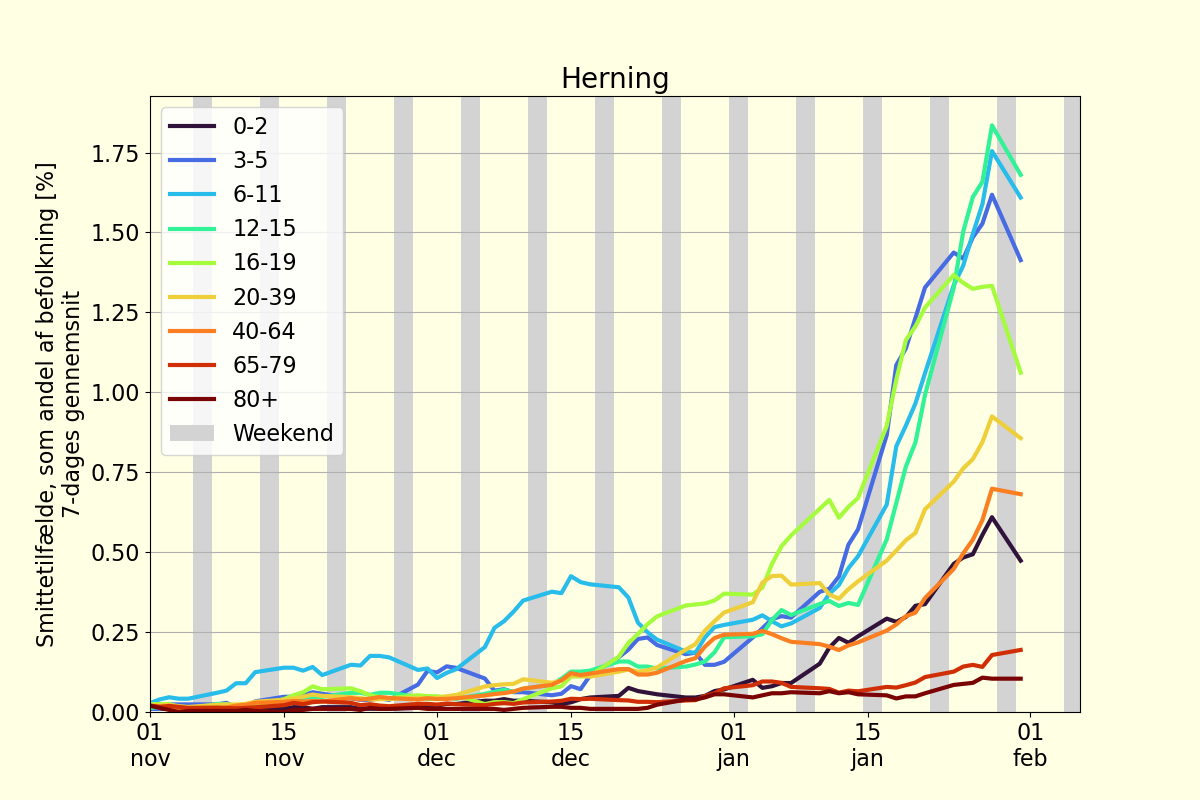 Herning
Smittetilfælde, som andel af befolkning [%]
7-dages gennemsnit
1.75
1.50
1.25
1.00
0.75
0.50
0.25
0.00
0-2
3-5
6-11
12-15
16-19
20-39
40-64
65-79
80+
Weekend
01 15 01 15 01 15 01
nov nov dec dec jan jan feb